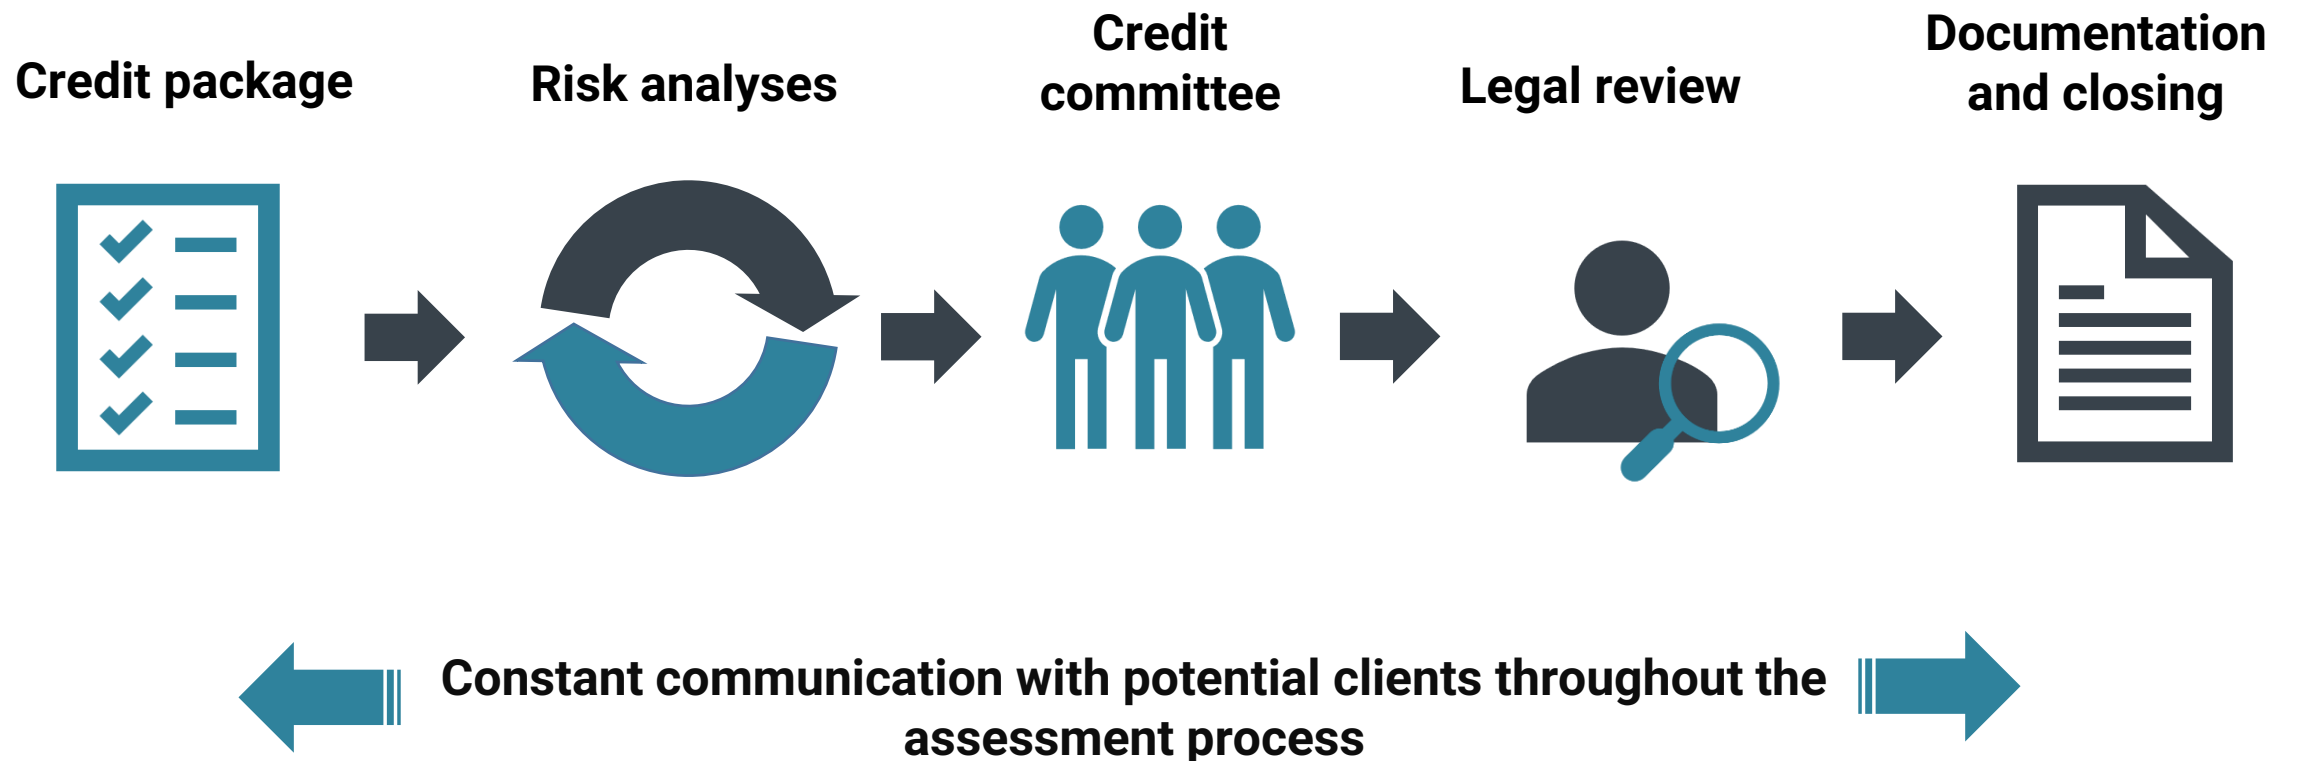 Credit package
Risk analyses
Credit
committee
Legal review
Documentation
and closing
Constant communication with potential clients throughout the
assessment process